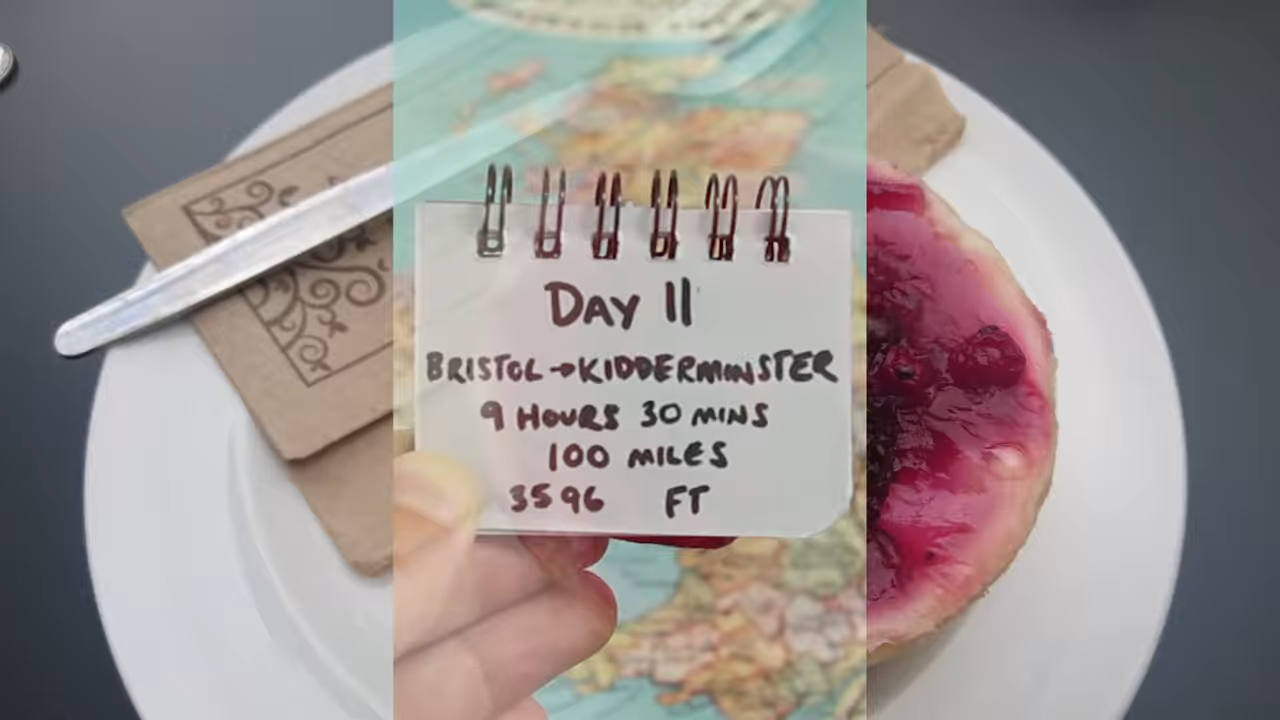 DAY 11
BRISTOL → KIDDERMINSTER
9 HOURS 30 MINS
100 MILES
3596 FT